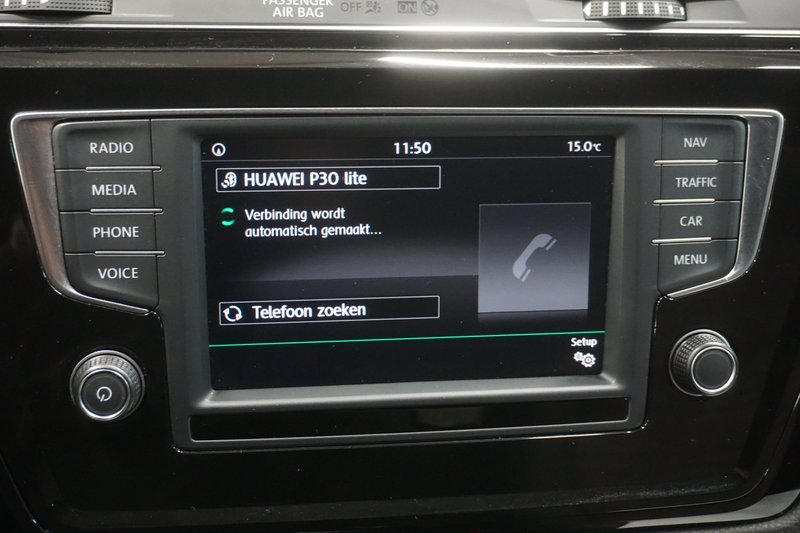 PASSENGER
AIR BAG
OFF
ON
RADIO
MEDIA
PHONE
VOICE
11:50
15.0°C
HUAWEI P30 lite
Verbinding wordt
automatisch gemaakt...
Telefoon zoeken
Setup
NAV
TRAFFIC
CAR
MENU